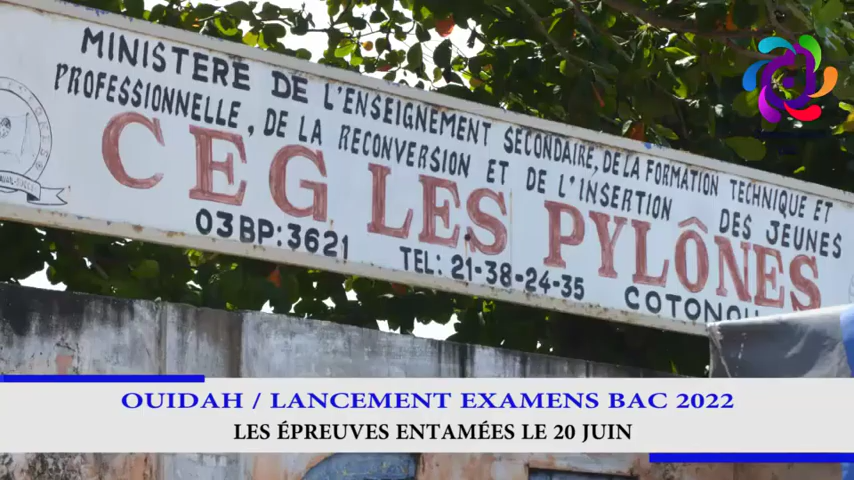 MINISTERE DE L'ENSEIGNEMENT SECONDAIRE, DE LA FORMATION TECHNIQUE ET
PROFESSIONNELLE, DE LA RECONVERSION ET DE L'INSERTION DES JEUNES
CEG LES PYLÔNES
03 BP: 3621 TEL: 21-38-24-35
OUIDAH / LANCEMENT EXAMENS BAC 2022
LES ÉPREUVES ENTAMÉES LE 20 JUIN